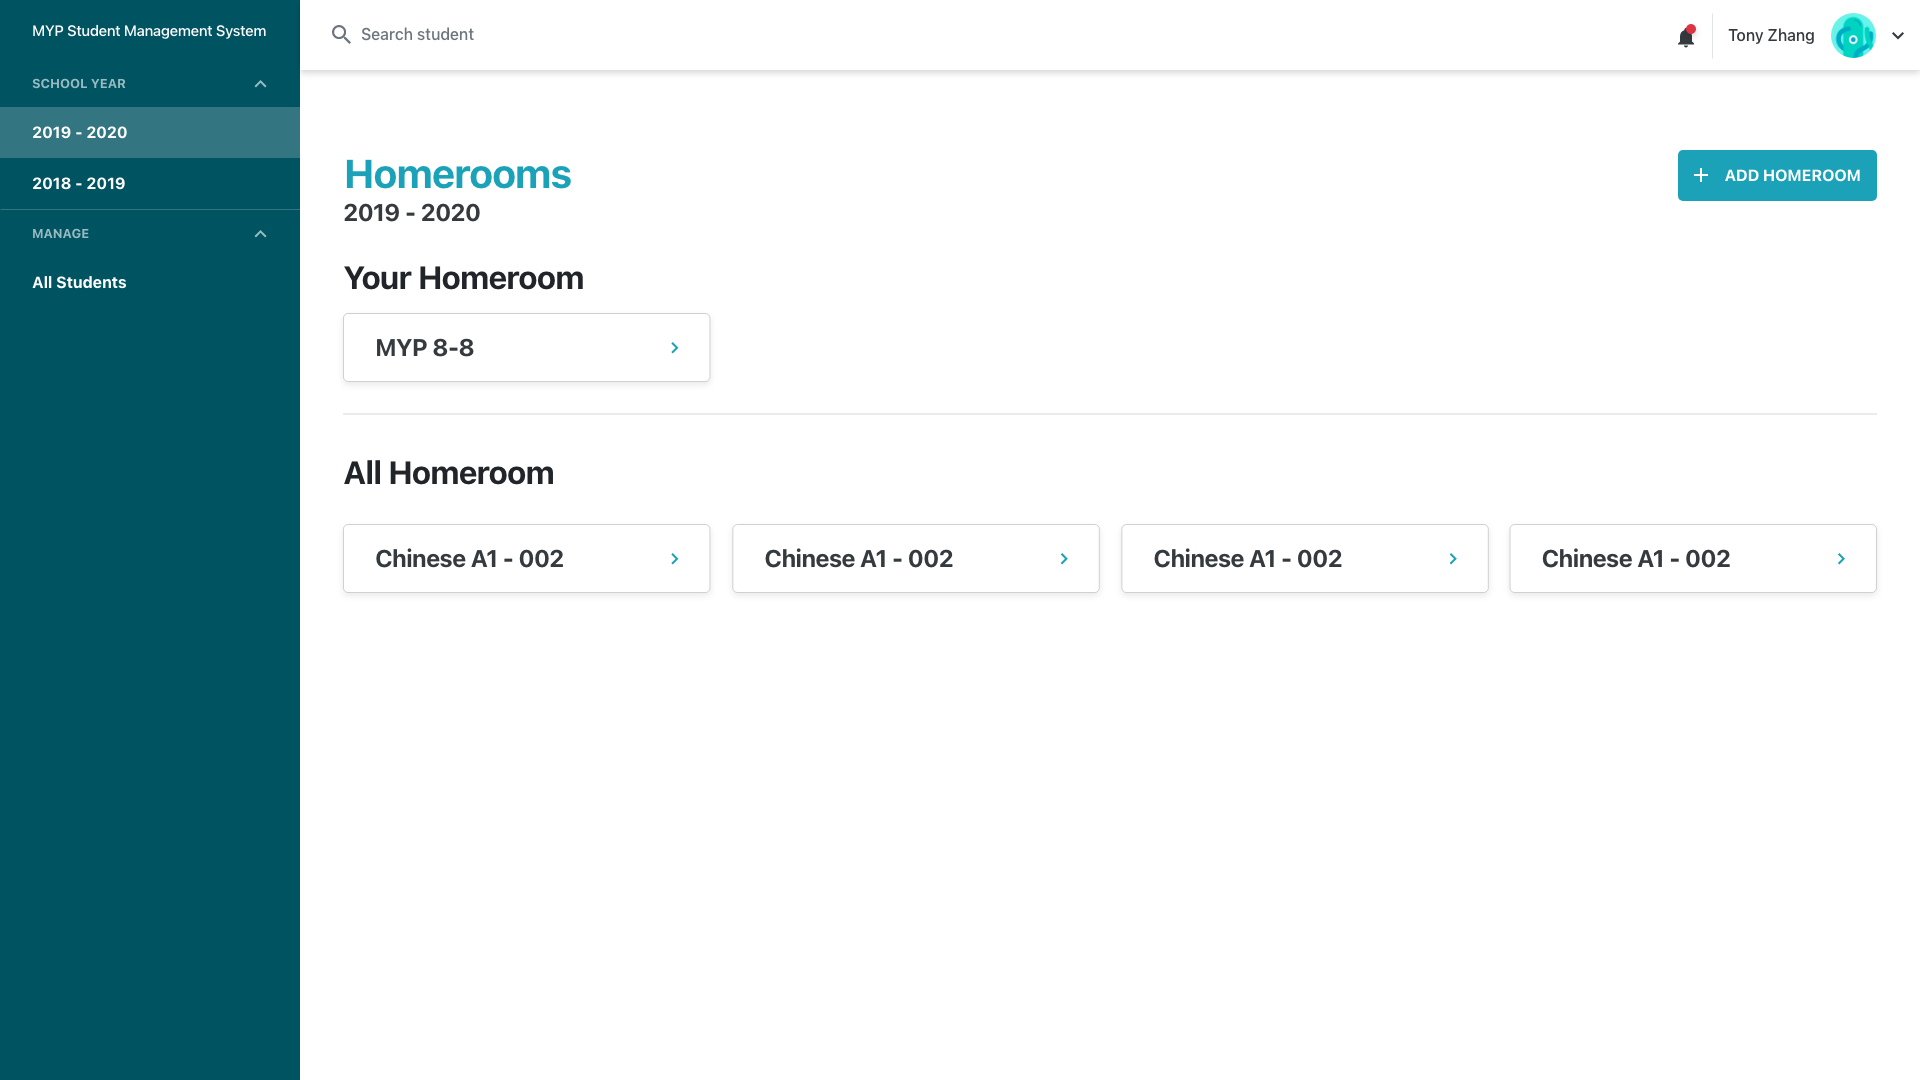 MYP Student Management System
SCHOOL YEAR
2019 - 2020
2018 - 2019
MANAGE
All Students
Search student
Tony Zhang
Homerooms
2019 - 2020
ADD HOMEROOM
Your Homeroom
MYP 8-8
All Homeroom
Chinese A1 - 002
Chinese A1 - 002
Chinese A1 - 002
Chinese A1 - 002